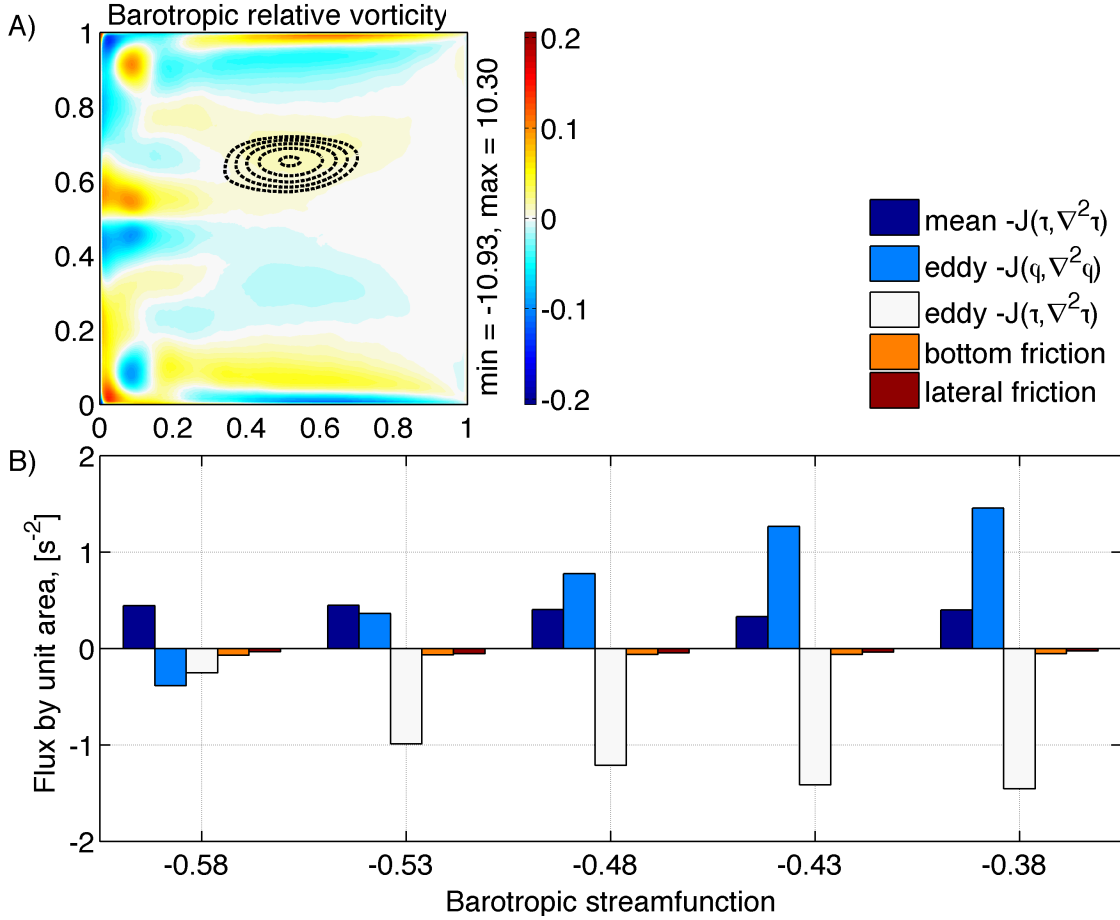 A)
Barotropic relative vorticity
1
0.8
0.6
0.4
0.2
0
0 0.2 0.4 0.6 0.8 1
min = -10.93, max = 10.30
0.2
0.1
0
-0.1
-0.2
mean -J(τ,∇²τ)
eddy -J(φ,∇²φ)
eddy -J(τ,∇²τ)
bottom friction
lateral friction
B)
Flux by unit area, [s⁻²]
2
1
0
-1
-2
-0.58 -0.53 -0.48 -0.43 -0.38
Barotropic streamfunction